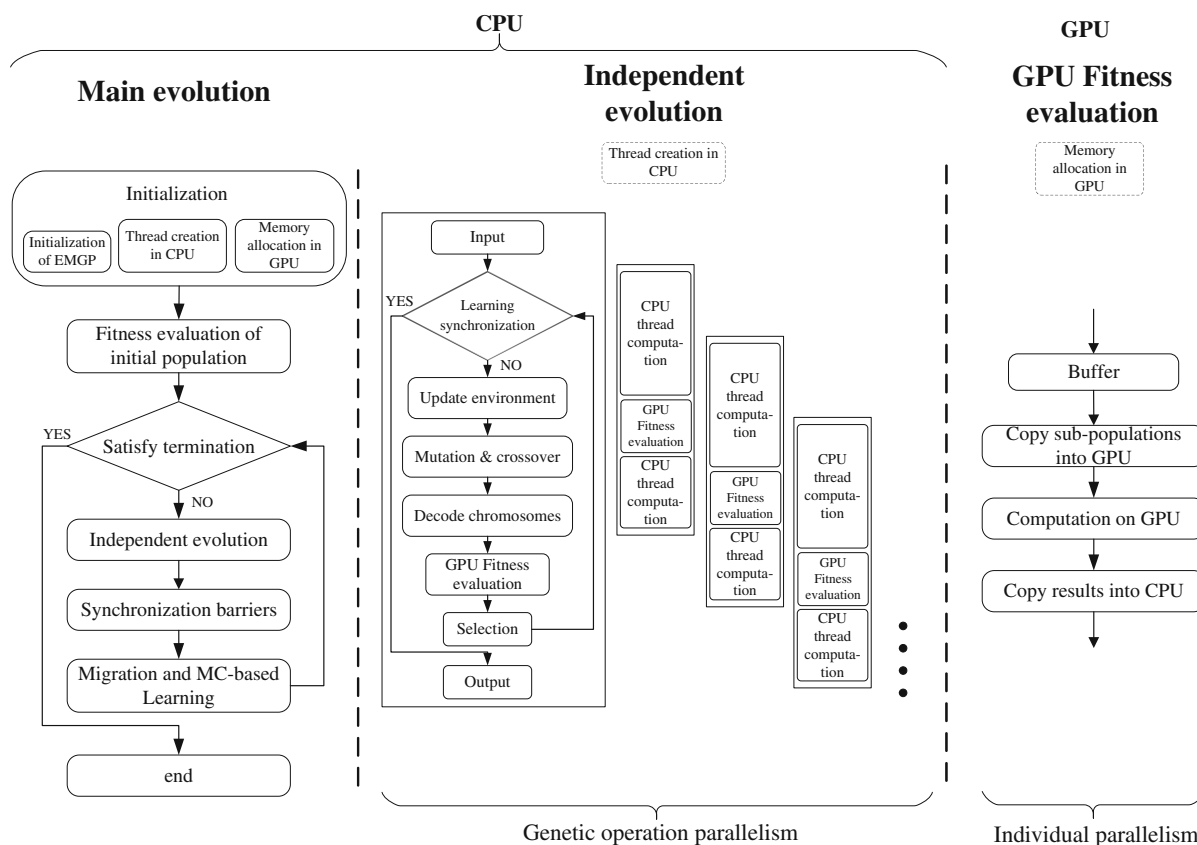 CPU
GPU
Main evolution
Independent
evolution
GPU Fitness
evaluation
Thread creation in
CPU
Memory
allocation in
GPU
Initialization
Initialization
of EMGP
Thread creation
in CPU
Memory
allocation in
GPU
Fitness evaluation of
initial population
YES
Satisfy termination
NO
Independent evolution
Synchronization barriers
Migration and MC-based
Learning
end
Input
YES
Learning
synchronization
NO
Update environment
Mutation & crossover
Decode chromosomes
GPU Fitness
evaluation
Selection
Output
CPU
thread
computa-
tion
GPU
Fitness
evaluation
CPU
thread
computa-
tion
CPU
thread
computa-
tion
GPU
Fitness
evaluation
CPU
thread
computa-
tion
CPU
thread
computa-
tion
GPU
Fitness
evaluation
CPU
thread
computa-
tion
Buffer
Copy sub-populations
into GPU
Computation on GPU
Copy results into CPU
Genetic operation parallelism
Individual parallelism